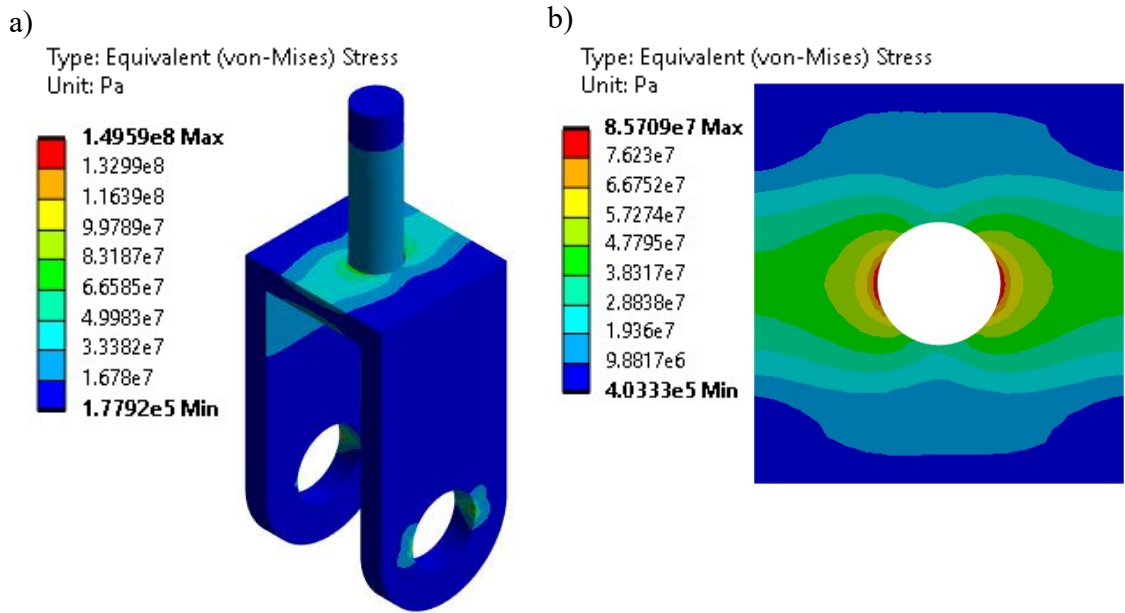 a)
Type: Equivalent (von-Mises) Stress
Unit: Pa
1.4959e8 Max
1.3299e8
1.1639e8
9.9789e7
8.3187e7
6.6585e7
4.9983e7
3.3382e7
1.678e7
1.7792e5 Min
b)
Type: Equivalent (von-Mises) Stress
Unit: Pa
8.5709e7 Max
7.623e7
6.6752e7
5.7274e7
4.7795e7
3.8317e7
2.8838e7
1.936e7
9.8817e6
4.0333e5 Min